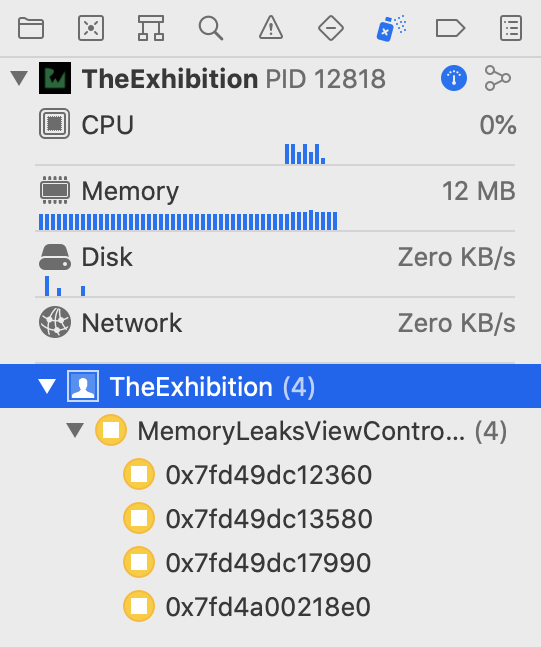 TheExhibition PID 12818
CPU 0%
Memory 12 MB
Disk Zero KB/s
Network Zero KB/s
TheExhibition (4)
MemoryLeaksViewContro... (4)
0x7fd49dc12360
0x7fd49dc13580
0x7fd49dc17990
0x7fd4a00218e0